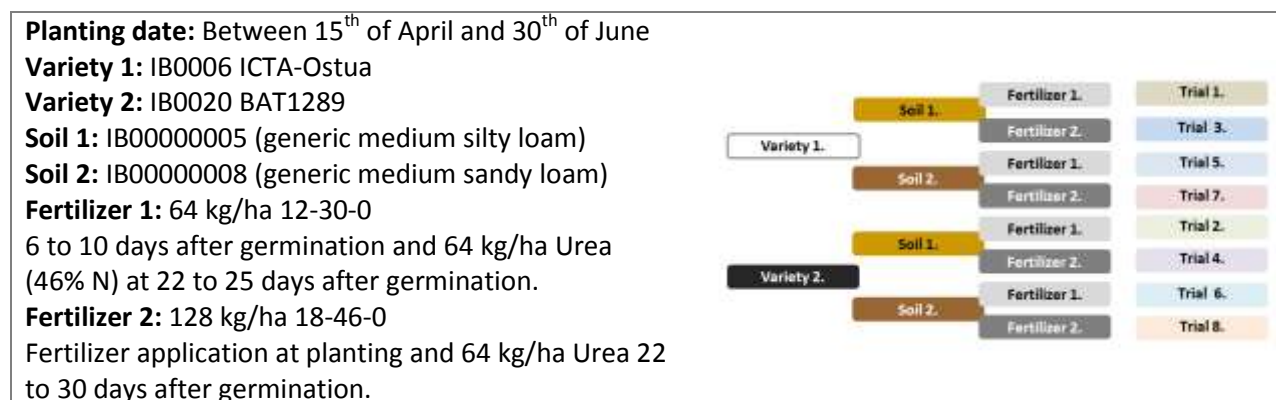 Planting date: Between 15th of April and 30th of June
Variety 1: IB0006 ICTA-Ostua
Variety 2: IB0020 BAT1289
Soil 1: IB00000005 (generic medium silty loam)
Soil 2: IB00000008 (generic medium sandy loam)
Fertilizer 1: 64 kg/ha 12-30-0
6 to 10 days after germination and 64 kg/ha Urea
(46% N) at 22 to 25 days after germination.
Fertilizer 2: 128 kg/ha 18-46-0
Fertilizer application at planting and 64 kg/ha Urea 22
to 30 days after germination.
Variety 1.
Soil 1.
Fertilizer 1.
Trial 1.
Fertilizer 2.
Trial 3.
Soil 2.
Fertilizer 1.
Trial 5.
Fertilizer 2.
Trial 7.
Variety 2.
Soil 1.
Fertilizer 1.
Trial 2.
Fertilizer 2.
Trial 4.
Soil 2.
Fertilizer 1.
Trial 6.
Fertilizer 2.
Trial 8.